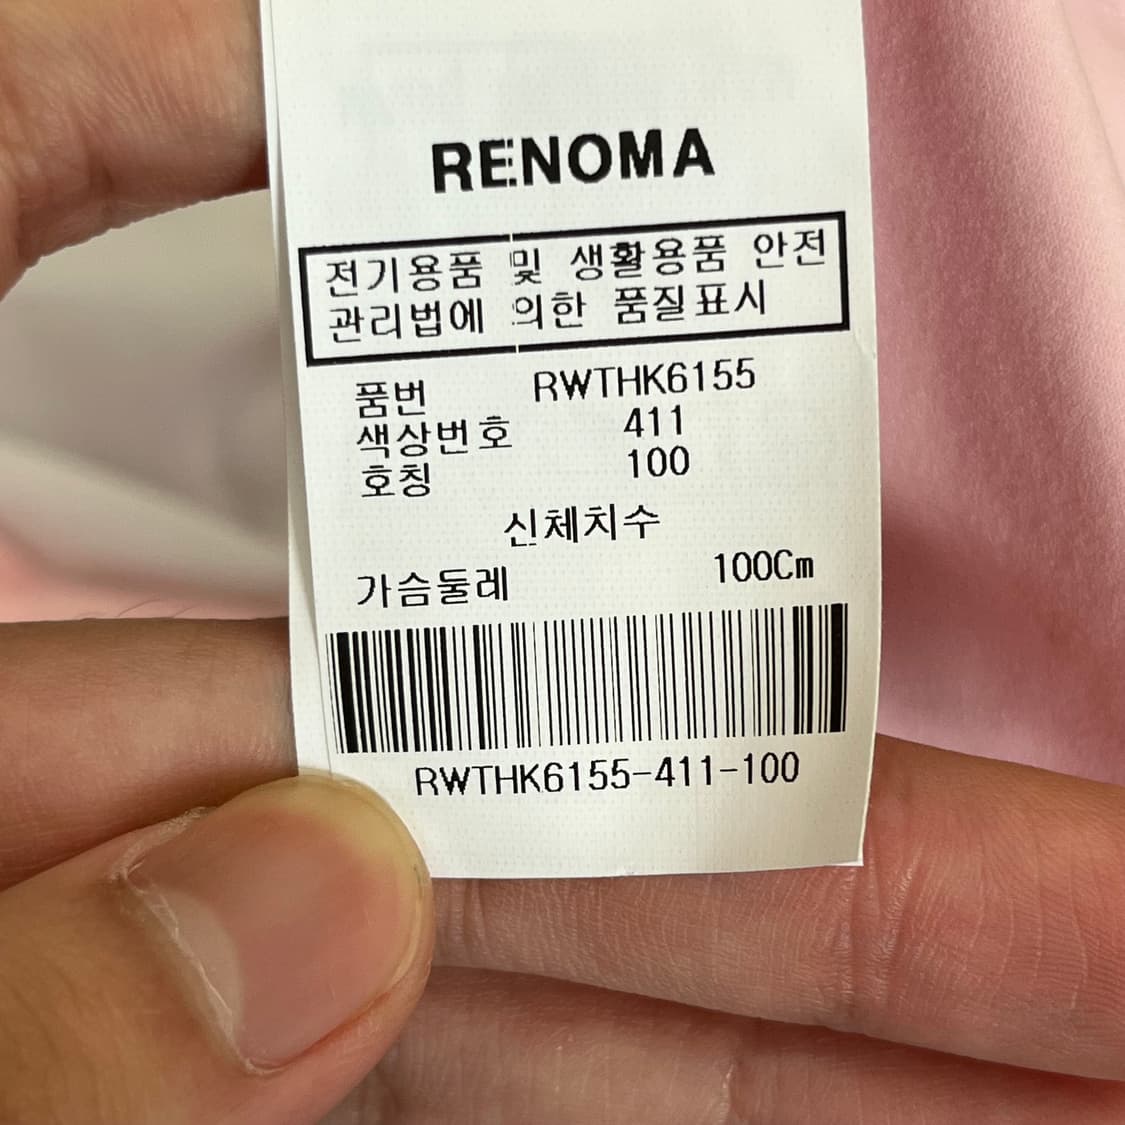 RENOMA
전기용품 및 생활용품 안전
관리법에 의한 품질표시
품번 RWTHK6155
색상번호 411
호칭 100
신체치수
가슴둘레 100Cm
RWTHK6155-411-100